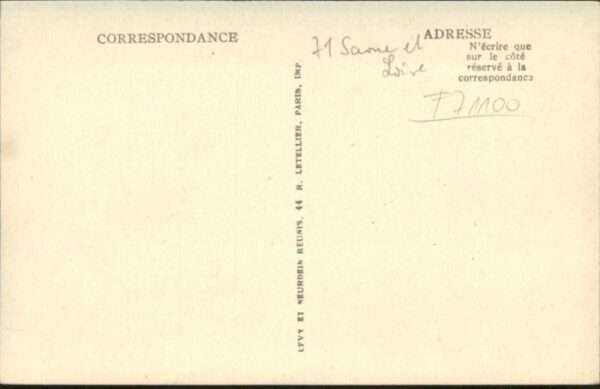 CORRESPONDANCE
71 Saone et
Loire
ADRESSE
N'écrire que
sur le côté
réservé à la
correspondance
F71100
LEVY ET NEURDEIN REUNIS, 44 R. LETELLIER, PARIS, IMP